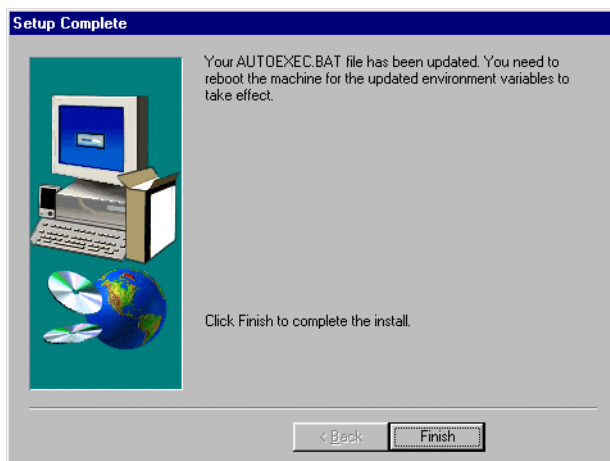 Setup Complete
Your AUTOEXEC.BAT file has been updated. You need to
reboot the machine for the updated environment variables to
take effect.
Click Finish to complete the install.
< Back
Finish